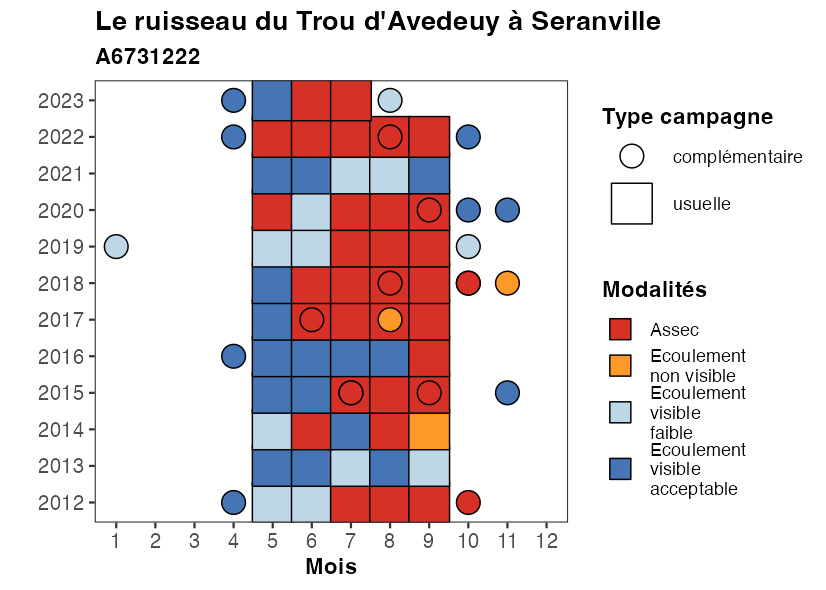 Le ruisseau du Trou d'Avedeuy à Seranville
A6731222
2023
2022
2021
2020
2019
2018
2017
2016
2015
2014
2013
2012
1 2 3 4 5 6 7 8 9 10 11 12
Mois
Type campagne
complémentaire
usuelle
Modalités
Assec
Ecoulement
non visible
Ecoulement
visible
faible
Ecoulement
visible
acceptable